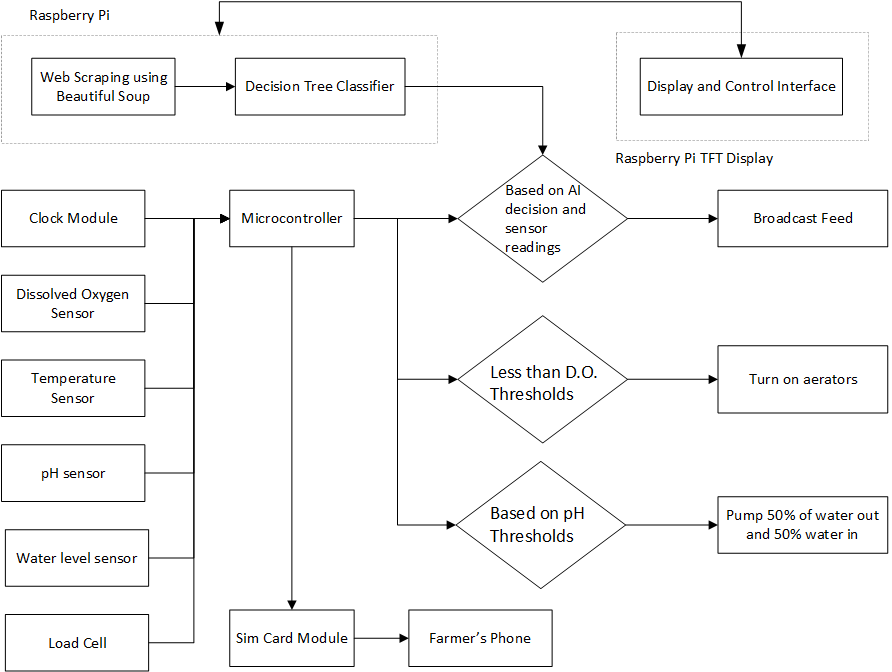 Raspberry Pi
Web Scraping using
Beautiful Soup
Decision Tree Classifier
Display and Control Interface
Raspberry Pi TFT Display
Clock Module
Microcontroller
Based on AI
decision and
sensor
readings
Broadcast Feed
Dissolved Oxygen
Sensor
Temperature
Sensor
Less than D.O.
Thresholds
Turn on aerators
pH sensor
Based on pH
Thresholds
Pump 50% of water out
and 50% water in
Water level sensor
Load Cell
Sim Card Module
Farmer’s Phone